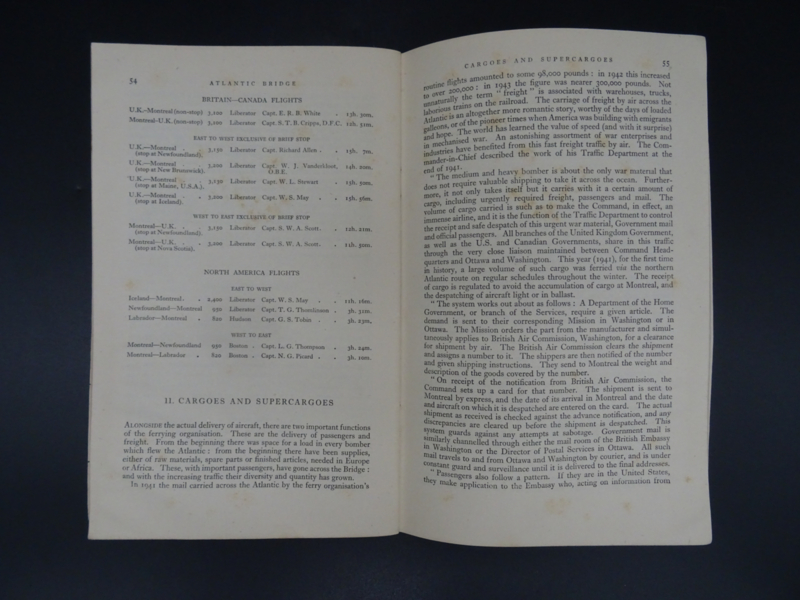 54 ATLANTIC BRIDGE
BRITAIN—CANADA FLIGHTS
U.K.—Montreal (non-stop) 3,100 Liberator Capt. E. R. B. White . 15h. 30m.
Montreal–U.K. (non-stop) 3,100 Liberator Capt. S. T. B. Cripps, D.F.C. 12h. 51m.
EAST TO WEST EXCLUSIVE OF BRIEF STOP
U.K.—Montreal . 3,150 Liberator Capt. Richard Allen . . 15h. 7m.
(stop at Newfoundland).
U.K.—Montreal . 3,200 Liberator Capt. W. J. Vanderkloot, 14h.
(stop at New Brunswick). O.B.E.
U.K.—Montreal . 3,150 Liberator Capt. W. L. Stewart . 15h. 50m.
(stop at Maine, U.S.A.),
U.K.—Montreal . . 3,200 Liberator Capt. W. S. May . . 13h. 56m.
(stop at Iceland).
WEST TO EAST EXCLUSIVE OF BRIEF STOP
Montreal—U.K. . . 3,150 Liberator Capt. S. W. A. Scott. . 12h. 21m.
(stop at Newfoundland).
Montreal—U.K. . . 3,200 Liberator Capt. S. W. A. Scott . . 11h. 50m.
(stop at Nova Scotia).
NORTH AMERICA FLIGHTS
EAST TO WEST
Iceland—Montreal. . 2,400 Liberator Capt. W. S. May . . 11h. 16m.
Newfoundland—Montreal 950 Liberator Capt. T. G. Thomlinson . 3h. 31m.
Labrador—Montreal . 820 Hudson Capt. G. S. Tobin . . 3h. 23m.
WEST TO EAST
Montreal—Newfoundland 950 Boston . Capt. L. G. Thompson . 3h. 24m.
Montreal—Labrador . 820 Boston . Capt. N. G. Picard . . 3h. 10m.
II. CARGOES AND SUPERCARGOES
ALONGSIDE the actual delivery of aircraft, there are two important functions
of the ferrying organisation. These are the delivery of passengers and
freight. From the beginning there was space for a load in every bomber
which flew the Atlantic : from the beginning there have been supplies,
either raw materials, spare parts or finished articles, needed in Europe
or Africa. These, with important passengers, have gone across the Bridge :
and with the increasing traffic their diversity and quantity has grown.
In 1941 the mail carried across the Atlantic by the ferry organisation's
CARGOES AND SUPERCARGOES 55
routine flights amounted to some 98,000 pounds : in 1942 this increased
to over 200,000 : in 1943 the figure was nearer 300,000 pounds. Not
unnaturally the term " freight " is associated with warehouses, trucks,
laborious trains on the railroad. The carriage of freight by air across the
Atlantic is an altogether more romantic story, worthy of the days of loaded
galleons, or of the pioneer times when America was building with emigrants
and hope. The world has learned the value of speed (and with it surprise)
in mechanised war. An astonishing assortment of war enterprises and
industries have benefited from this fast freight traffic by air. The Com-
mander-in-Chief described the work of his Traffic Department at the
end of 1941.
" The medium and heavy bomber is about the only war material that
does not require valuable shipping to take it across the ocean. Further-
more, it not only takes itself but it carries with it a certain amount of
cargo, including urgently required freight, passengers and mail. The
volume of cargo carried is such as to make the Command, in effect, an
immense airline, and it is the function of the Traffic Department to control
the receipt and safe despatch of this urgent war material, Government mail
and official passengers. All branches of the United Kingdom Government,
as well as the U.S. and Canadian Governments, share in this traffic
through the very close liaison maintained between Command Head-
quarters and Ottawa and Washington. This year (1941), for the first time
in history, a large volume of such cargo was ferried via the northern
Atlantic route on regular schedules throughout the winter. The receipt
of cargo is regulated to avoid the accumulation of cargo at Montreal, and
the despatching of aircraft light or in ballast.
" The system works out about as follows : A Department of the Home
Government, or branch of the Services, require a given article. The
demand is sent to their corresponding Mission in Washington or in
Ottawa. The Mission orders the part from the manufacturer and simul-
taneously applies to British Air Commission, Washington, for a clearance
for shipment by air. The British Air Commission clears the shipment
and assigns a number to it. The shippers are then notified of the number
and given shipping instructions. They send to Montreal the weight and
description of the goods covered by the number.
" On receipt of the notification from British Air Commission, the
Command sets up a card for that number. The shipment is sent to
Montreal by express, and the date of its arrival in Montreal and the date
and aircraft on which it is despatched are entered on the card. The actual
shipment as received is checked against the advance notification, and any
discrepancies are cleared up before the shipment is despatched. This
system guards against any attempts at sabotage. Government mail is
similarly channelled through either the mail room of the British Embassy
in Washington or the Director of Postal Services in Ottawa. All such
mail travels to and from Ottawa and Washington by courier, and is under
constant guard and surveillance until it is delivered to the final addresses.
" Passengers also follow a pattern. If they are in the United States,
they make application to the Embassy who, acting on information from